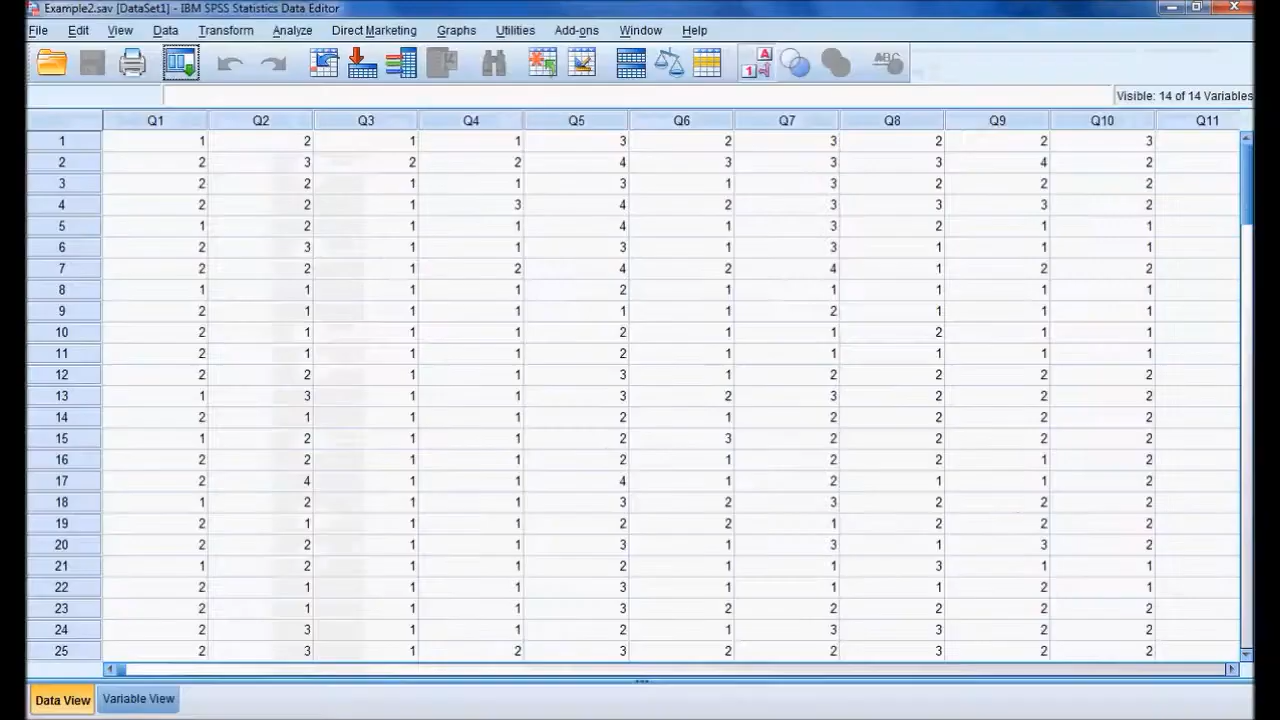 Example2.sav [DataSet1] - IBM SPSS Statistics Data Editor
File Edit View Data Transform Analyze Direct Marketing Graphs Utilities Add-ons Window Help
Visible: 14 of 14 Variables
Q1 Q2 Q3 Q4 Q5 Q6 Q7 Q8 Q9 Q10 Q11
1 1 2 1 1 3 2 3 2 2 3
2 2 3 2 2 4 3 3 3 4 2
3 2 2 1 1 3 1 3 2 2 2
4 2 2 1 3 4 2 3 3 3 2
5 1 2 1 1 4 1 3 2 1 1
6 2 3 1 1 3 1 3 1 1 1
7 2 2 1 2 4 2 4 1 2 2
8 1 1 1 1 2 1 1 1 1 1
9 2 1 1 1 1 1 2 1 1 1
10 2 1 1 1 2 1 1 2 1 1
11 2 1 1 1 2 1 1 1 1 1
12 2 2 1 1 3 1 2 2 2 2
13 1 3 1 1 3 2 3 2 2 2
14 2 1 1 1 2 1 2 2 2 2
15 1 2 1 1 2 3 2 2 2 2
16 2 2 1 1 2 1 2 2 1 2
17 2 4 1 1 4 1 2 1 1 2
18 1 2 1 1 3 2 3 2 2 2
19 2 1 1 1 2 2 1 2 2 2
20 2 2 1 1 3 1 3 1 3 2
21 1 2 1 1 2 1 1 3 1 1
22 2 1 1 1 3 1 1 1 2 1
23 2 1 1 1 3 2 2 2 2 2
24 2 3 1 1 2 1 3 3 2 2
25 2 3 1 2 3 2 2 3 2 2
Data View Variable View